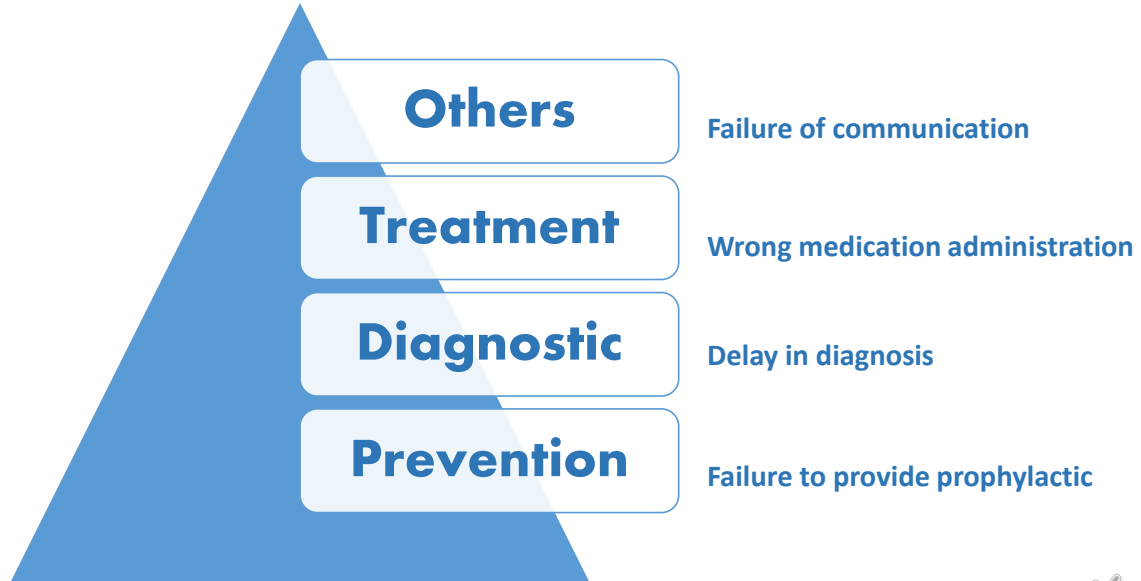 Others
Failure of communication
Treatment
Wrong medication administration
Diagnostic
Delay in diagnosis
Prevention
Failure to provide prophylactic